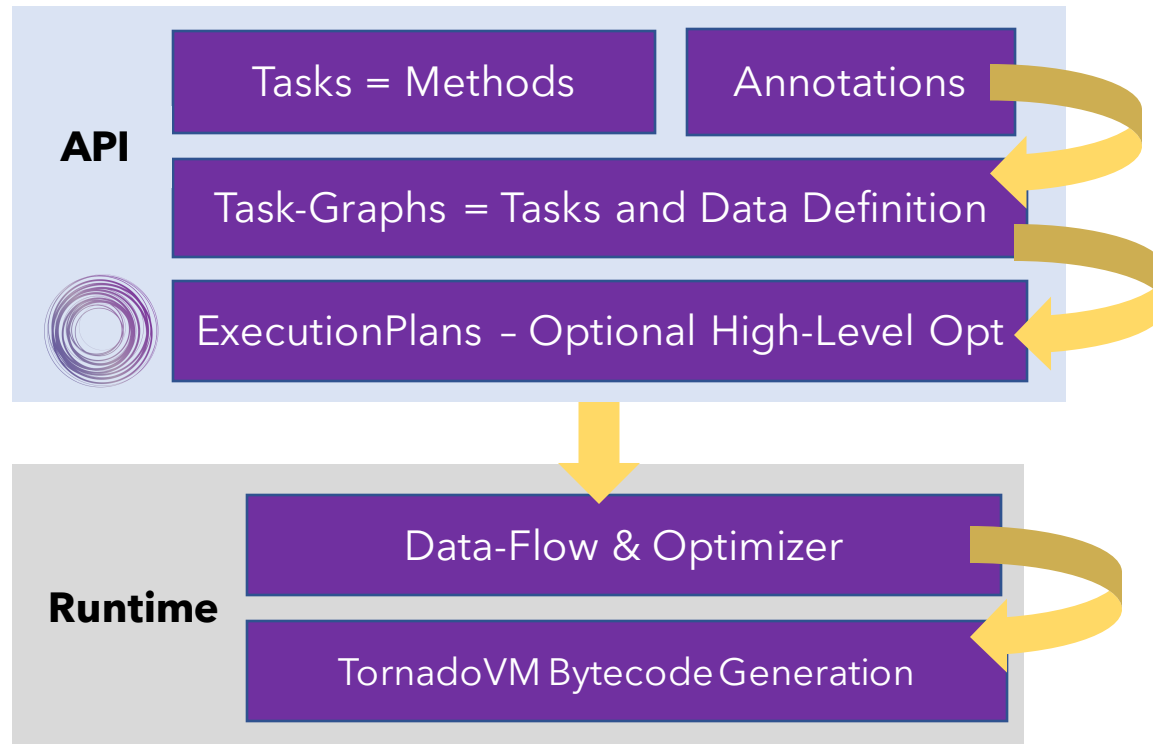 Tasks = Methods
Annotations
API
Task-Graphs = Tasks and Data Definition
ExecutionPlans – Optional High-Level Opt
Data-Flow & Optimizer
Runtime
TornadoVM Bytecode Generation